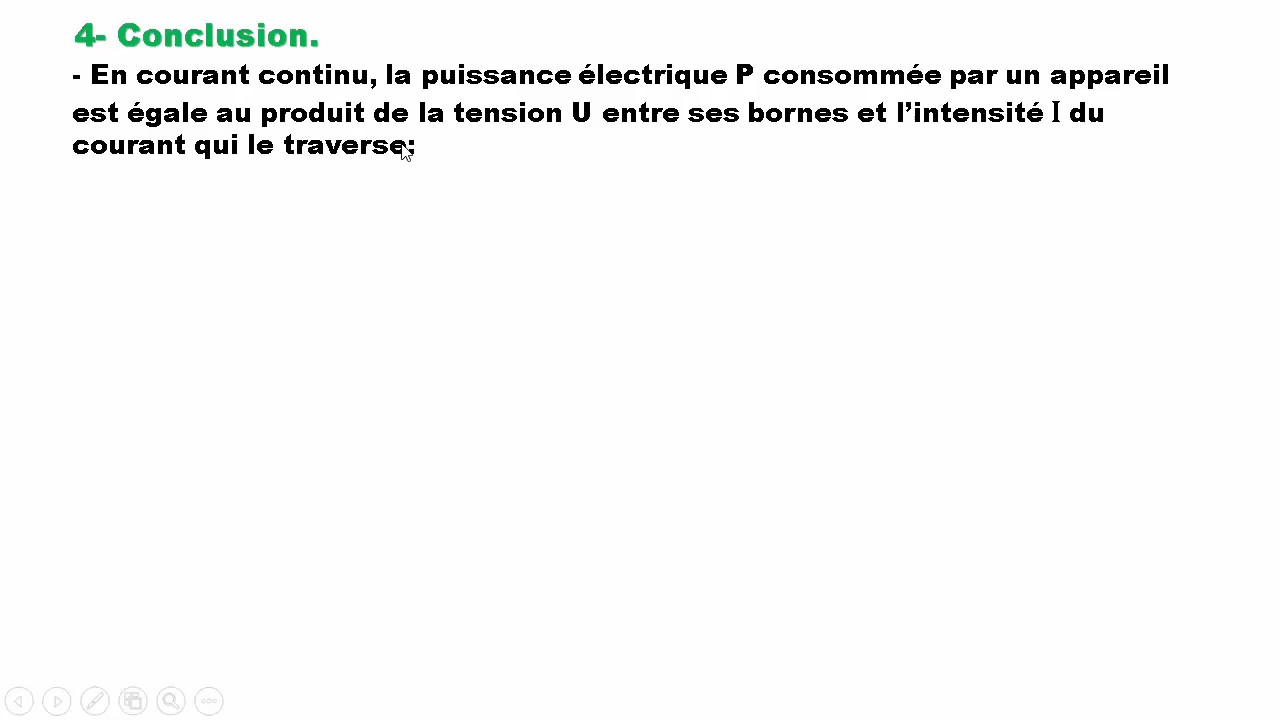 4- Conclusion.
- En courant continu, la puissance électrique P consommée par un appareil
est égale au produit de la tension U entre ses bornes et l’intensité I du
courant qui le traverse: